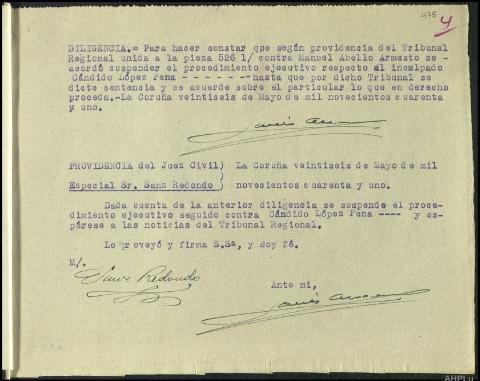 475
4
DILIGENCIA.= Para hacer constar que según providencia del Tribunal
Regional unida a la pieza 526 1/ contra Manuel Abello Armesto se -
acordó suspender el procedimiento ejecutivo respecto al inculpado
Cándido López Pena - - - - - - -hasta que por dicho Tribunal se
dicte sentencia y se acuerde sobre el particular lo que en derecho
proceda.-La Coruña veintiseis de Mayo de mil novecientos cuarenta
y uno.
PROVIDENCIA del Juez Civil) La Coruña veintiseis de Mayo de mil
)
Especial Sr. Sanz Redondo ) novecientos cuarenta y uno.
Dada cuenta de la anterior diligencia se suspende el proce-
dimiento ejecutivo seguido contra Cándido López Pena ---- y es-
pérese a las noticias del Tribunal Regional.
Lo proveyó y firma S.Sª, y doy fé.
M/.
Sanz Redondo
Ante mi,
AHPLu